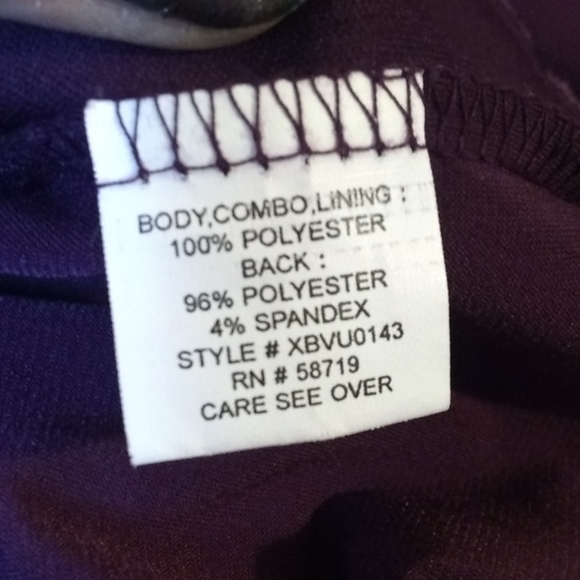 BODY,COMBO,LINING :
100% POLYESTER
BACK :
96% POLYESTER
4% SPANDEX
STYLE # XBVU0143
RN # 58719
CARE SEE OVER